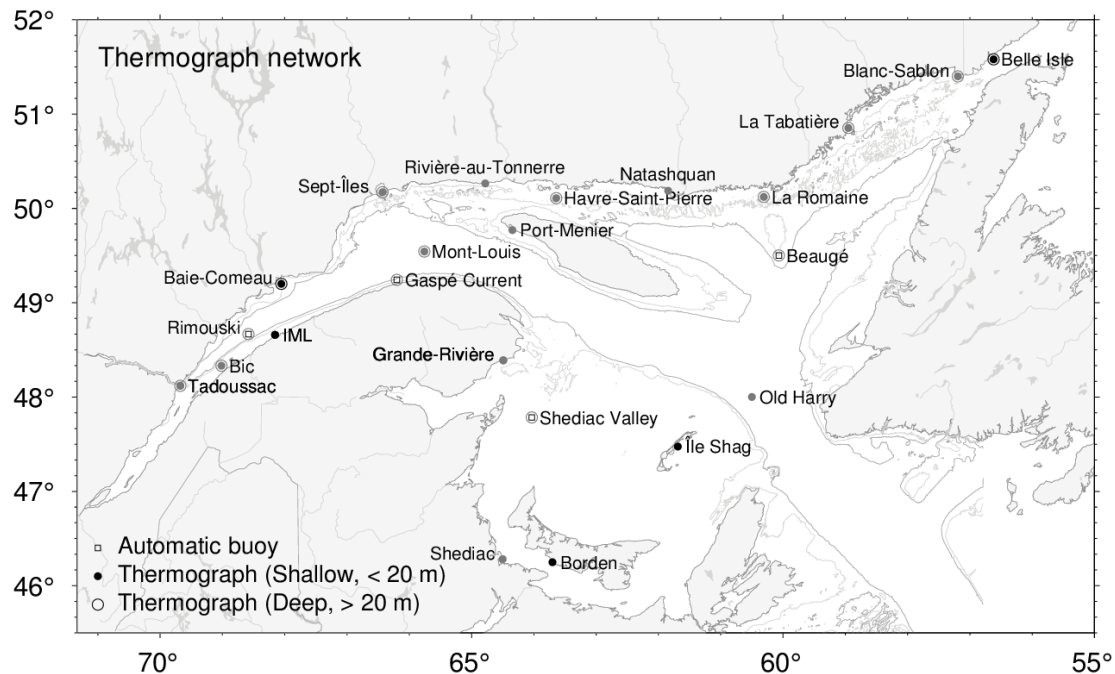 52°
Thermograph network
Belle Isle
Blanc-Sablon
51°
La Tabatière
Rivière-au-Tonnerre
Natashquan
Sept-Îles
Havre-Saint-Pierre
La Romaine
50°
Port-Menier
Mont-Louis
Beaugé
Baie-Comeau
Gaspé Current
49°
Rimouski
IML
Grande-Rivière
Bic
Tadoussac
48°
Old Harry
Shediac Valley
Île Shag
47°
Automatic buoy
Shediac
Borden
46°
Thermograph (Shallow, < 20 m)
Thermograph (Deep, > 20 m)
70°
65°
60°
55°